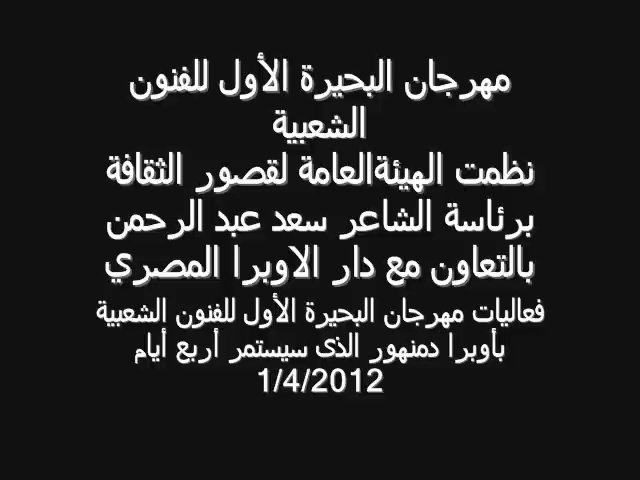 مهرجان البحيرة الأول للفنون
الشعبية
نظمت الهيئةالعامة لقصور الثقافة
برئاسة الشاعر سعد عبد الرحمن
بالتعاون مع دار الاوبرا المصري
فعاليات مهرجان البحيرة الأول للفنون الشعبية
بأوبرا دمنهور الذى سيستمر أربع أيام
1/4/2012